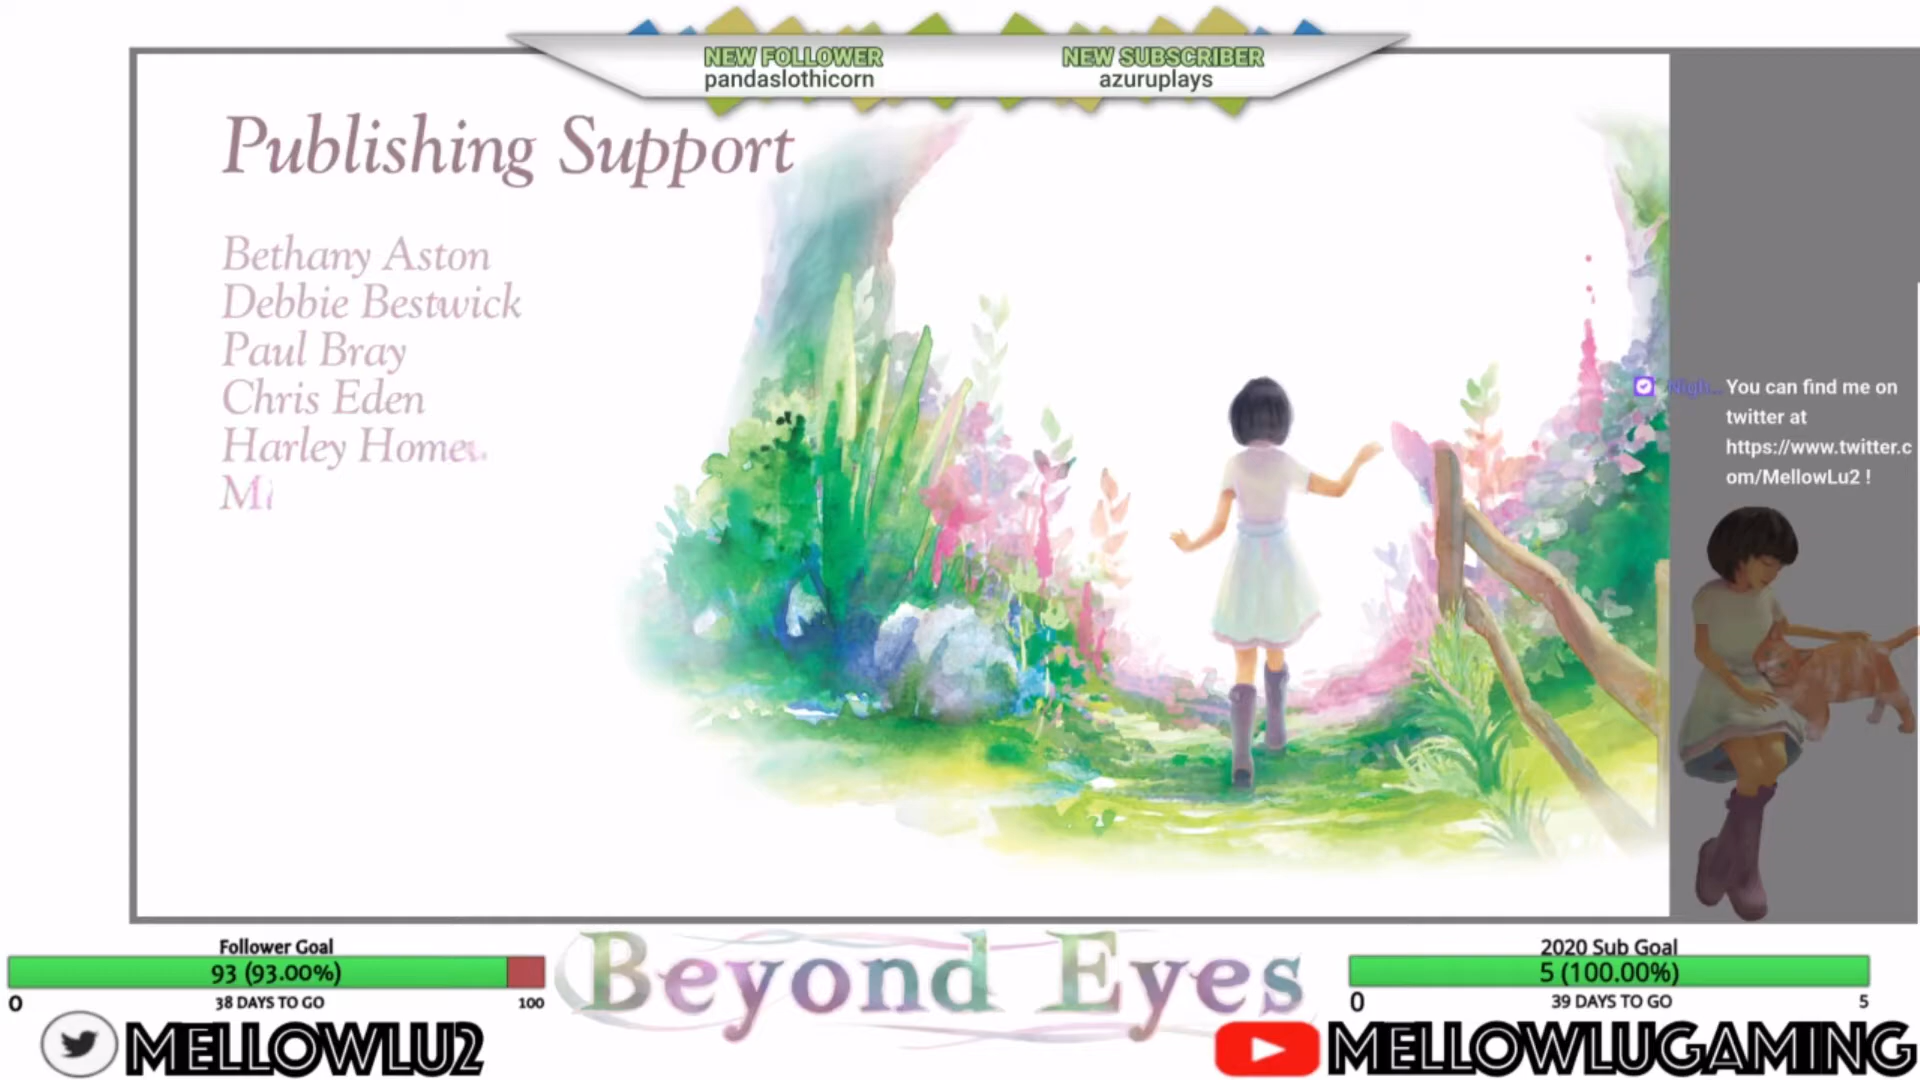 NEW FOLLOWER
pandaslothicorn
NEW SUBSCRIBER
azuruplays
Publishing Support
Bethany Aston
Debbie Bestwick
Paul Bray
Chris Eden
Harley Homew
You can find me on
twitter at
https://www.twitter.c
om/MellowLu2 !
Follower Goal
93 (93.00%)
0
38 DAYS TO GO
100
Beyond Eyes
2020 Sub Goal
5 (100.00%)
0
39 DAYS TO GO
5
MELLOWLU2
MELLOWLUGAMING